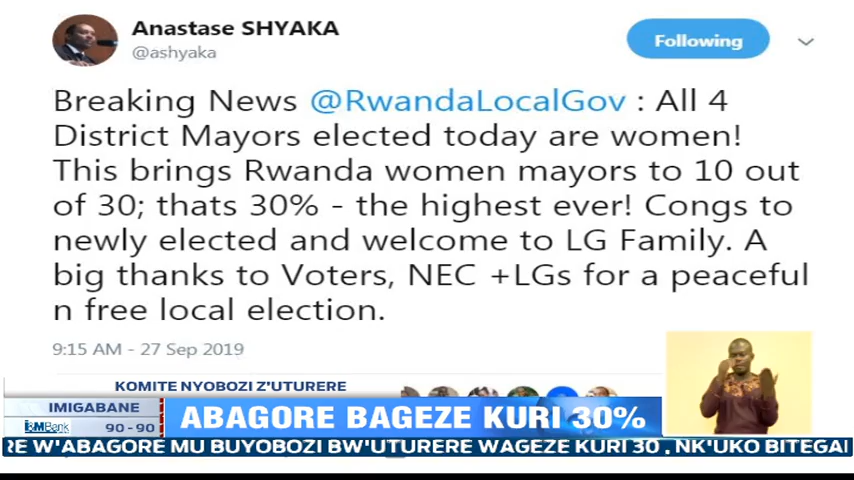 Anastase SHYAKA
@ashyaka
Following
Breaking News @RwandaLocalGov : All 4
District Mayors elected today are women!
This brings Rwanda women mayors to 10 out
of 30; thats 30% - the highest ever! Congs to
newly elected and welcome to LG Family. A
big thanks to Voters, NEC +LGs for a peaceful
n free local election.
9:15 AM - 27 Sep 2019
KOMITE NYOBOZI Z'UTURERE
IMIGABANE
I&M Bank
90 - 90
ABAGORE BAGEZE KURI 30%
RE W'ABAGORE MU BUYOBOZI BW'UTURERE WAGEZE KURI 30 , NK'UKO BITEGAI